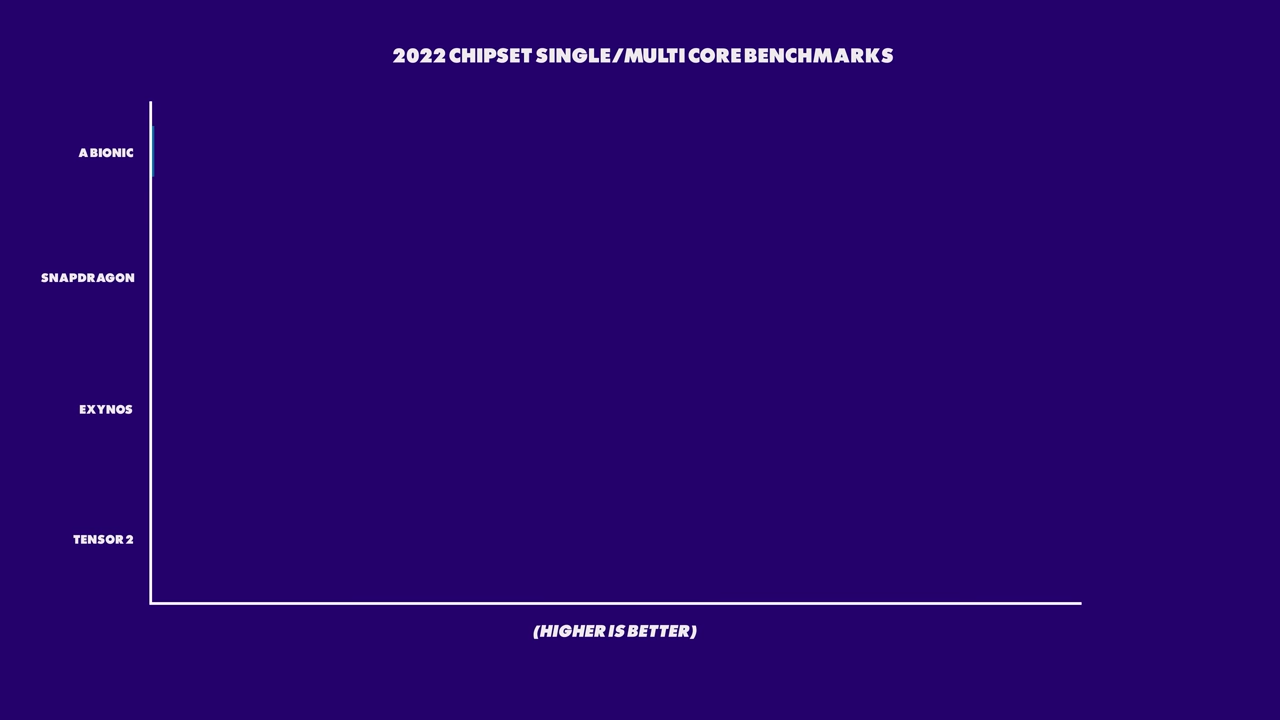 2022 CHIPSET SINGLE/MULTI CORE BENCHMARKS
A BIONIC
SNAPDRAGON
EXYNOS
TENSOR 2
(HIGHER IS BETTER)